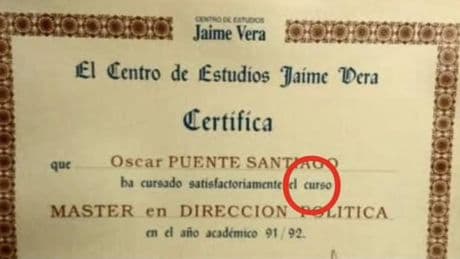 CENTRO DE ESTUDIOS
Jaime Vera
El Centro de Estudios Jaime Vera
Certifica
que Oscar PUENTE SANTIAGO
ha cursado satisfactoriamente el curso
MASTER en DIRECCION POLITICA
en el año académico 91/92.